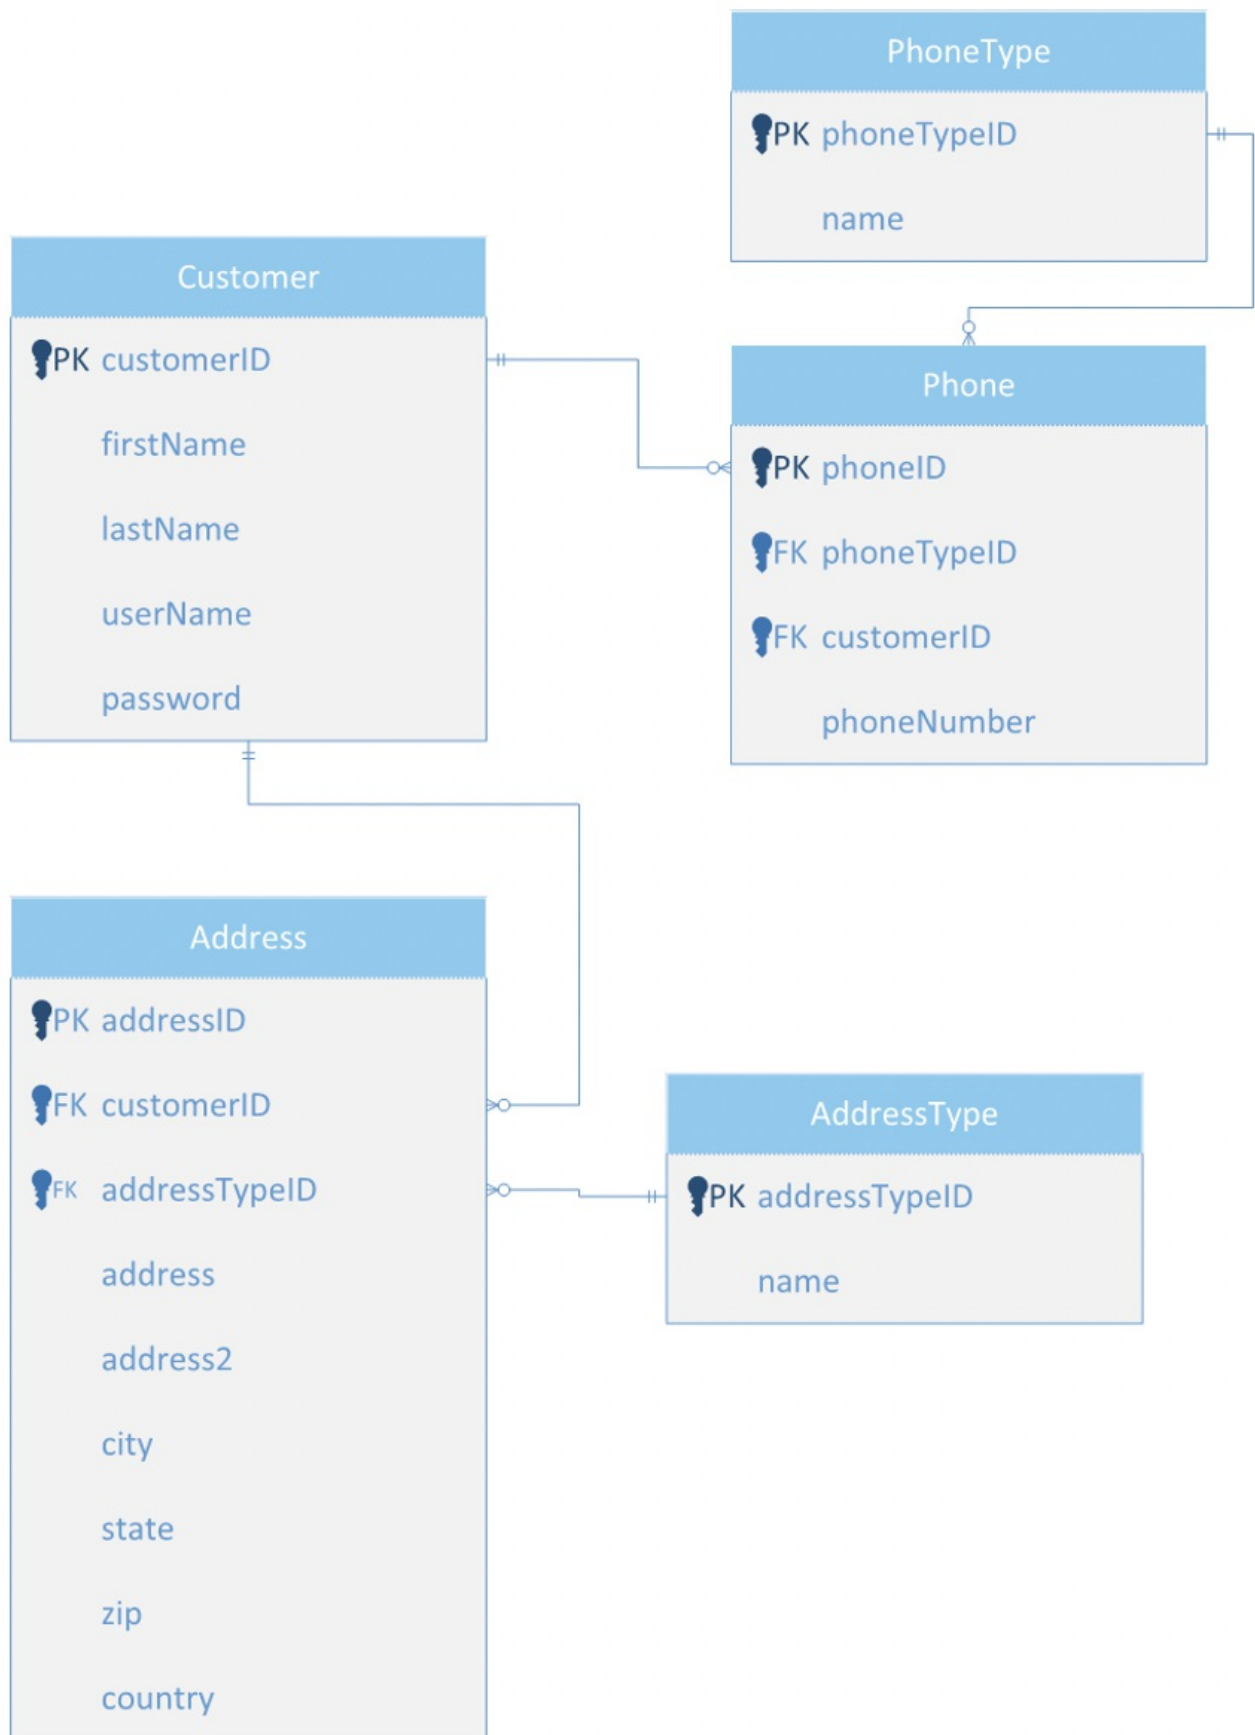 PhoneType
PK phoneTypeID
name
Customer
PK customerID
firstName
lastName
userName
password
Phone
PK phoneID
FK phoneTypeID
FK customerID
phoneNumber
Address
PK addressID
FK customerID
FK addressTypeID
address
address2
city
state
zip
country
AddressType
PK addressTypeID
name